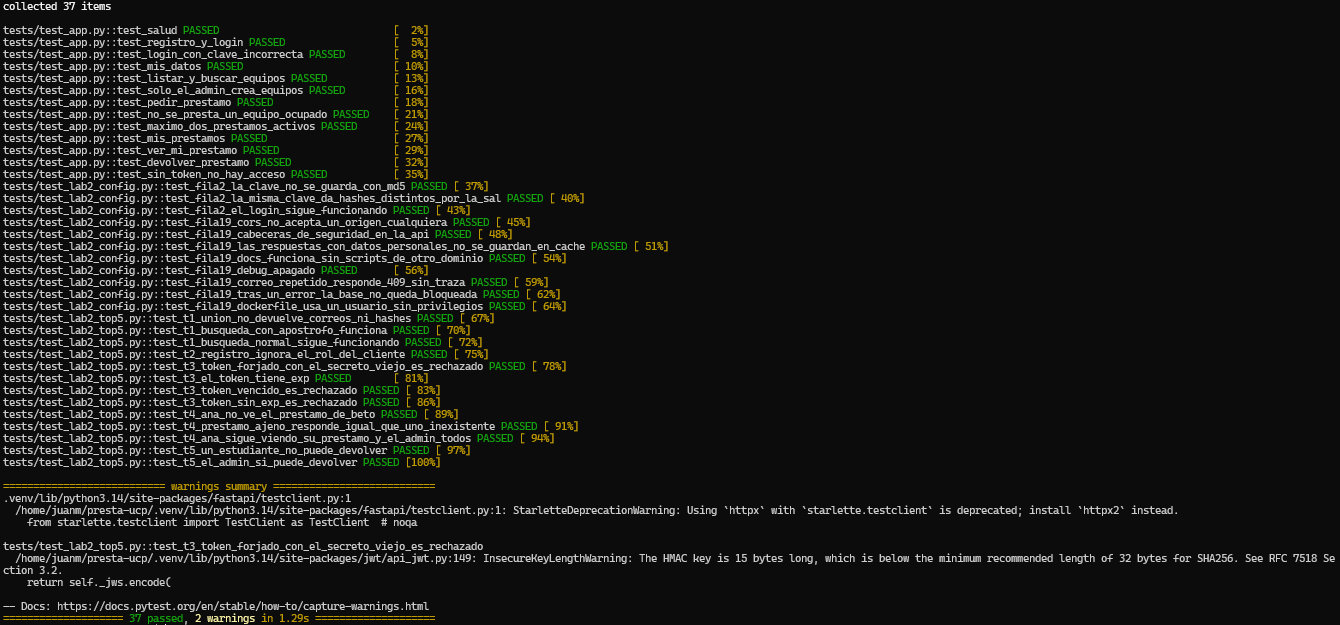 collected 37 items
tests/test_app.py::test_salud PASSED [  2%]
tests/test_app.py::test_registro_y_login PASSED [  5%]
tests/test_app.py::test_login_con_clave_incorrecta PASSED [  8%]
tests/test_app.py::test_mis_datos PASSED [ 10%]
tests/test_app.py::test_listar_y_buscar_equipos PASSED [ 13%]
tests/test_app.py::test_solo_el_admin_crea_equipos PASSED [ 16%]
tests/test_app.py::test_pedir_prestamo PASSED [ 18%]
tests/test_app.py::test_no_se_presta_un_equipo_ocupado PASSED [ 21%]
tests/test_app.py::test_maximo_dos_prestamos_activos PASSED [ 24%]
tests/test_app.py::test_mis_prestamos PASSED [ 27%]
tests/test_app.py::test_ver_mi_prestamo PASSED [ 29%]
tests/test_app.py::test_devolver_prestamo PASSED [ 32%]
tests/test_app.py::test_sin_token_no_hay_acceso PASSED [ 35%]
tests/test_lab2_config.py::test_fila2_la_clave_no_se_guarda_con_md5 PASSED [ 37%]
tests/test_lab2_config.py::test_fila2_la_misma_clave_da_hashes_distintos_por_la_sal PASSED [ 40%]
tests/test_lab2_config.py::test_fila2_el_login_sigue_funcionando PASSED [ 43%]
tests/test_lab2_config.py::test_fila19_cors_no_acepta_un_origen_cualquiera PASSED [ 45%]
tests/test_lab2_config.py::test_fila19_cabeceras_de_seguridad_en_la_api PASSED [ 48%]
tests/test_lab2_config.py::test_fila19_las_respuestas_con_datos_personales_no_se_guardan_en_cache PASSED [ 51%]
tests/test_lab2_config.py::test_fila19_docs_funciona_sin_scripts_de_otro_dominio PASSED [ 54%]
tests/test_lab2_config.py::test_fila19_debug_apagado PASSED [ 56%]
tests/test_lab2_config.py::test_fila19_correo_repetido_responde_409_sin_traza PASSED [ 59%]
tests/test_lab2_config.py::test_fila19_tras_un_error_la_base_no_queda_bloqueada PASSED [ 62%]
tests/test_lab2_config.py::test_fila19_dockerfile_usa_un_usuario_sin_privilegios PASSED [ 64%]
tests/test_lab2_top5.py::test_t1_union_no_devuelve_correos_ni_hashes PASSED [ 67%]
tests/test_lab2_top5.py::test_t1_busqueda_con_apostrofo_funciona PASSED [ 70%]
tests/test_lab2_top5.py::test_t1_busqueda_normal_sigue_funcionando PASSED [ 72%]
tests/test_lab2_top5.py::test_t2_registro_ignora_el_rol_del_cliente PASSED [ 75%]
tests/test_lab2_top5.py::test_t3_token_forjado_con_el_secreto_viejo_es_rechazado PASSED [ 78%]
tests/test_lab2_top5.py::test_t3_el_token_tiene_exp PASSED [ 81%]
tests/test_lab2_top5.py::test_t3_token_vencido_es_rechazado PASSED [ 83%]
tests/test_lab2_top5.py::test_t3_token_sin_exp_es_rechazado PASSED [ 86%]
tests/test_lab2_top5.py::test_t4_ana_no_ve_el_prestamo_de_beto PASSED [ 89%]
tests/test_lab2_top5.py::test_t4_prestamo_ajeno_responde_igual_que_uno_inexistente PASSED [ 91%]
tests/test_lab2_top5.py::test_t4_ana_sigue_viendo_su_prestamo_y_el_admin_todos PASSED [ 94%]
tests/test_lab2_top5.py::test_t5_un_estudiante_no_puede_devolver PASSED [ 97%]
tests/test_lab2_top5.py::test_t5_el_admin_si_puede_devolver PASSED [100%]
=========================== warnings summary ===========================
.venv/lib/python3.14/site-packages/fastapi/testclient.py:1
  /home/juanm/presta-ucp/.venv/lib/python3.14/site-packages/fastapi/testclient.py:1: StarletteDeprecationWarning: Using `httpx` with `starlette.testclient` is deprecated; install `httpx2` instead.
    from starlette.testclient import TestClient as TestClient  # noqa
tests/test_lab2_top5.py::test_t3_token_forjado_con_el_secreto_viejo_es_rechazado
  /home/juanm/presta-ucp/.venv/lib/python3.14/site-packages/jwt/api_jwt.py:149: InsecureKeyLengthWarning: The HMAC key is 15 bytes long, which is below the minimum recommended length of 32 bytes for SHA256. See RFC 7518 Se
ction 3.2.
    return self._jws.encode(
-- Docs: https://docs.pytest.org/en/stable/how-to/capture-warnings.html
==================== 37 passed, 2 warnings in 1.29s ====================